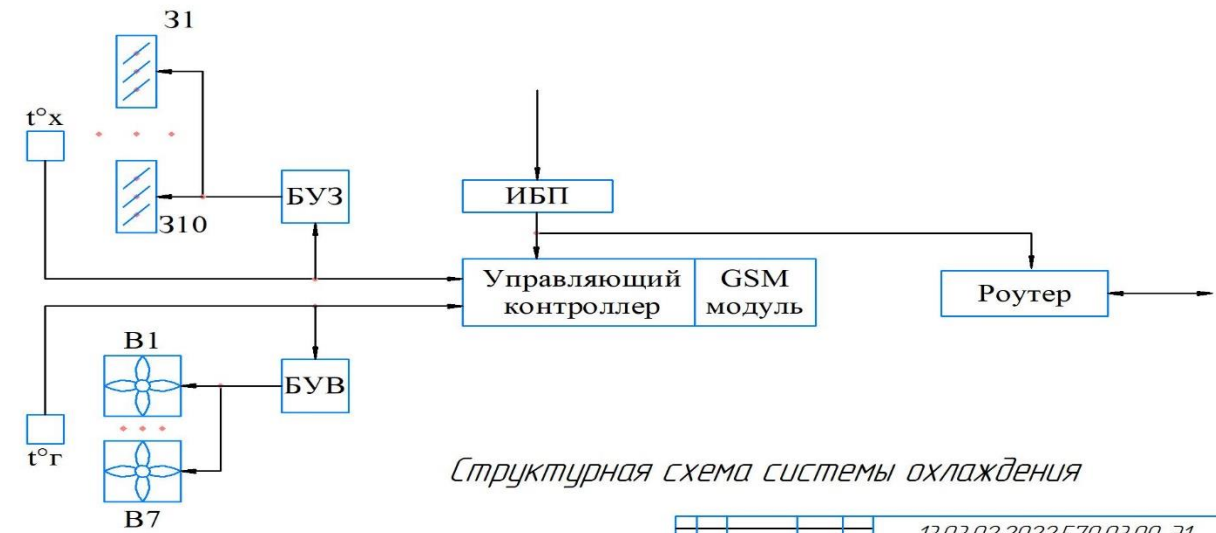 З1
t°х
З10
БУЗ
ИБП
Управляющий
контроллер
GSM
модуль
Роутер
В1
БУВ
t°г
В7
Структурная схема системы охлаждения